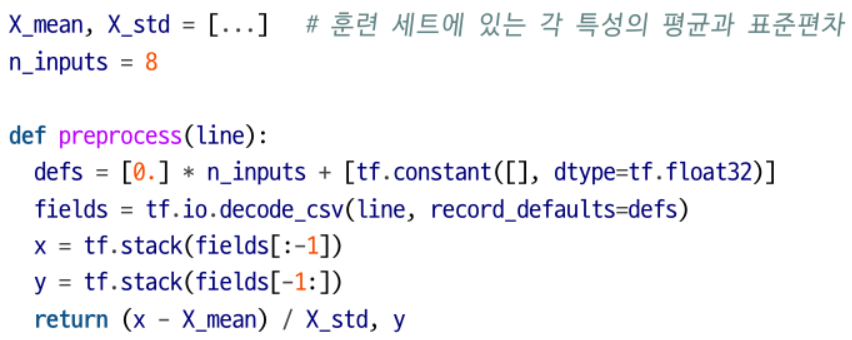 X_mean, X_std = [...]  # 훈련 세트에 있는 각 특성의 평균과 표준편차
n_inputs = 8

def preprocess(line):
  defs = [0.] * n_inputs + [tf.constant([], dtype=tf.float32)]
  fields = tf.io.decode_csv(line, record_defaults=defs)
  x = tf.stack(fields[:-1])
  y = tf.stack(fields[-1:])
  return (x - X_mean) / X_std, y